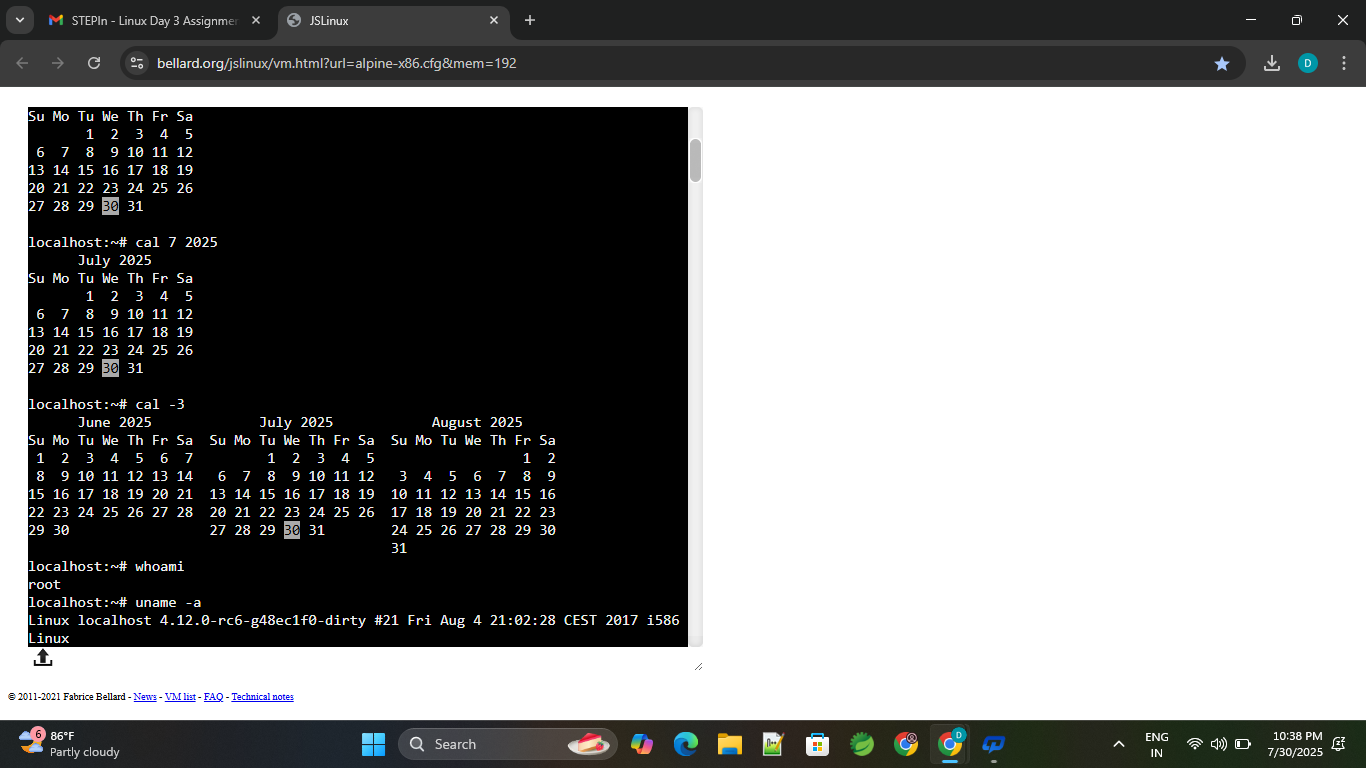 STEPIn - Linux Day 3 Assignmer
JSLinux
bellard.org/jslinux/vm.html?url=alpine-x86.cfg&mem=192
D
Su Mo Tu We Th Fr Sa
       1  2  3  4  5
 6  7  8  9 10 11 12
13 14 15 16 17 18 19
20 21 22 23 24 25 26
27 28 29 30 31
localhost:~# cal 7 2025
      July 2025
Su Mo Tu We Th Fr Sa
       1  2  3  4  5
 6  7  8  9 10 11 12
13 14 15 16 17 18 19
20 21 22 23 24 25 26
27 28 29 30 31
localhost:~# cal -3
      June 2025             July 2025            August 2025
Su Mo Tu We Th Fr Sa  Su Mo Tu We Th Fr Sa  Su Mo Tu We Th Fr Sa
 1  2  3  4  5  6  7         1  2  3  4  5                  1  2
 8  9 10 11 12 13 14   6  7  8  9 10 11 12   3  4  5  6  7  8  9
15 16 17 18 19 20 21  13 14 15 16 17 18 19  10 11 12 13 14 15 16
22 23 24 25 26 27 28  20 21 22 23 24 25 26  17 18 19 20 21 22 23
29 30                 27 28 29 30 31        24 25 26 27 28 29 30
                                            31
localhost:~# whoami
root
localhost:~# uname -a
Linux localhost 4.12.0-rc6-g48ec1f0-dirty #21 Fri Aug 4 21:02:28 CEST 2017 i586
Linux
© 2011-2021 Fabrice Bellard - News - VM list - FAQ - Technical notes
6
86°F
Partly cloudy
Search
D
ENG
IN
10:38 PM
7/30/2025